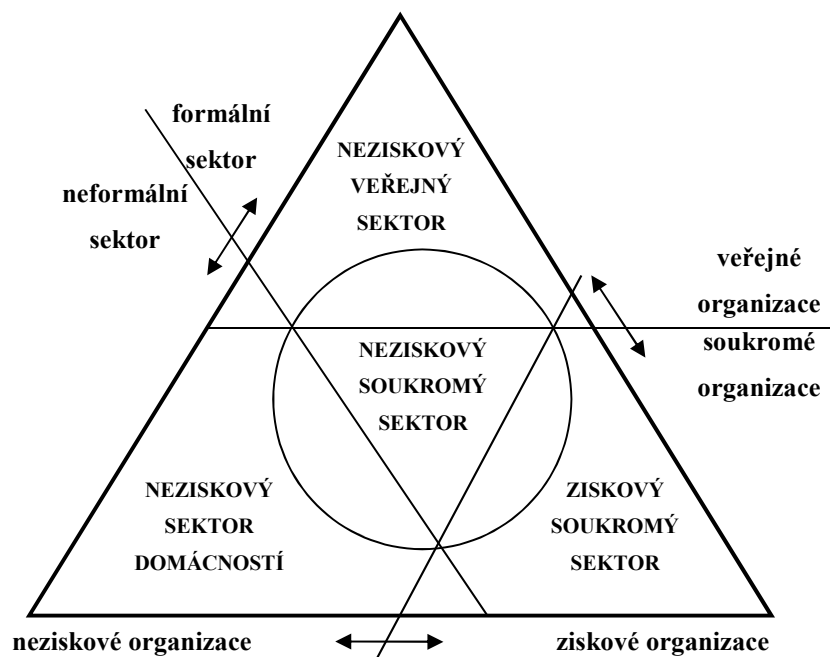 formální
sektor
neformální
sektor
NEZISKOVÝ
VEŘEJNÝ
SEKTOR
veřejné
organizace
soukromé
organizace
NEZISKOVÝ
SOUKROMÝ
SEKTOR
NEZISKOVÝ
SEKTOR
DOMÁCNOSTÍ
ZISKOVÝ
SOUKROMÝ
SEKTOR
neziskové organizace
ziskové organizace